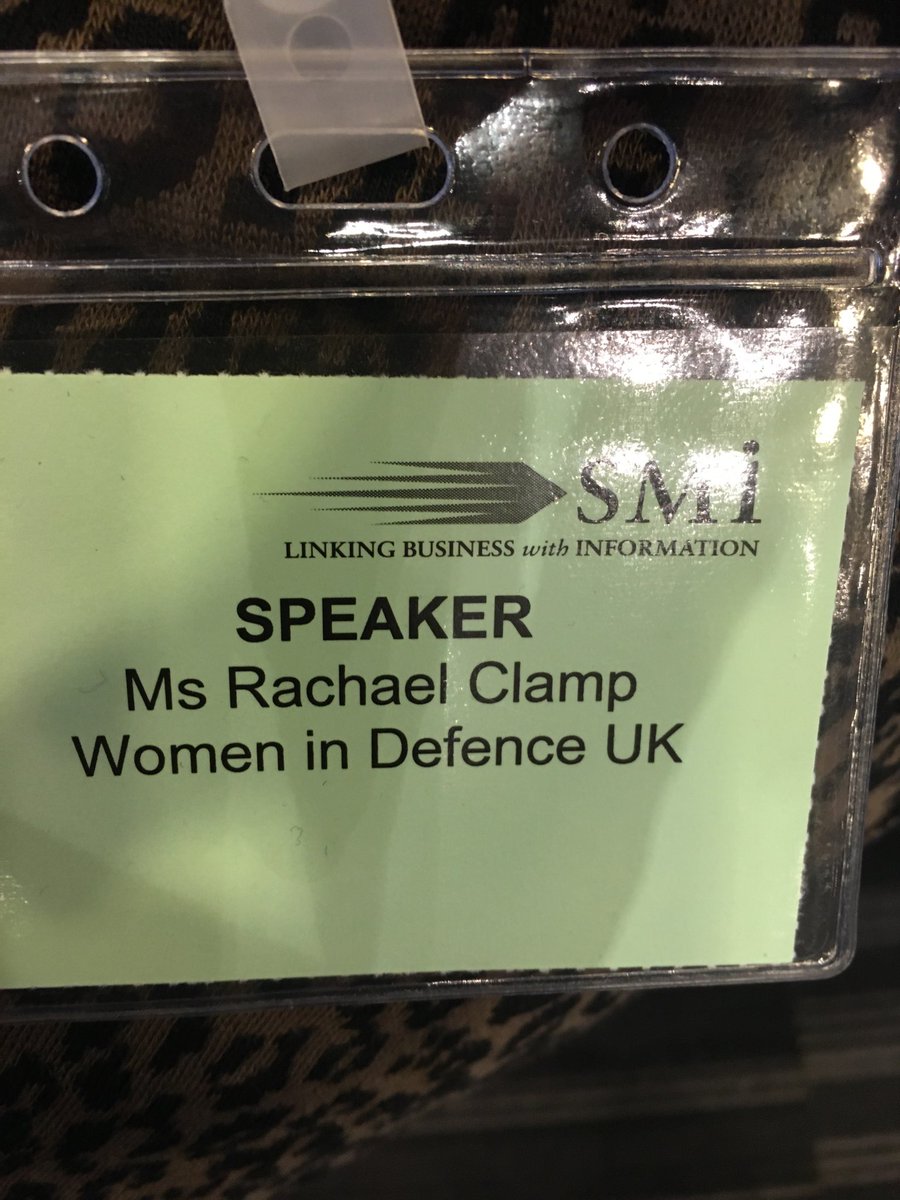 SMi
LINKING BUSINESS with INFORMATION
SPEAKER
Ms Rachael Clamp
Women in Defence UK